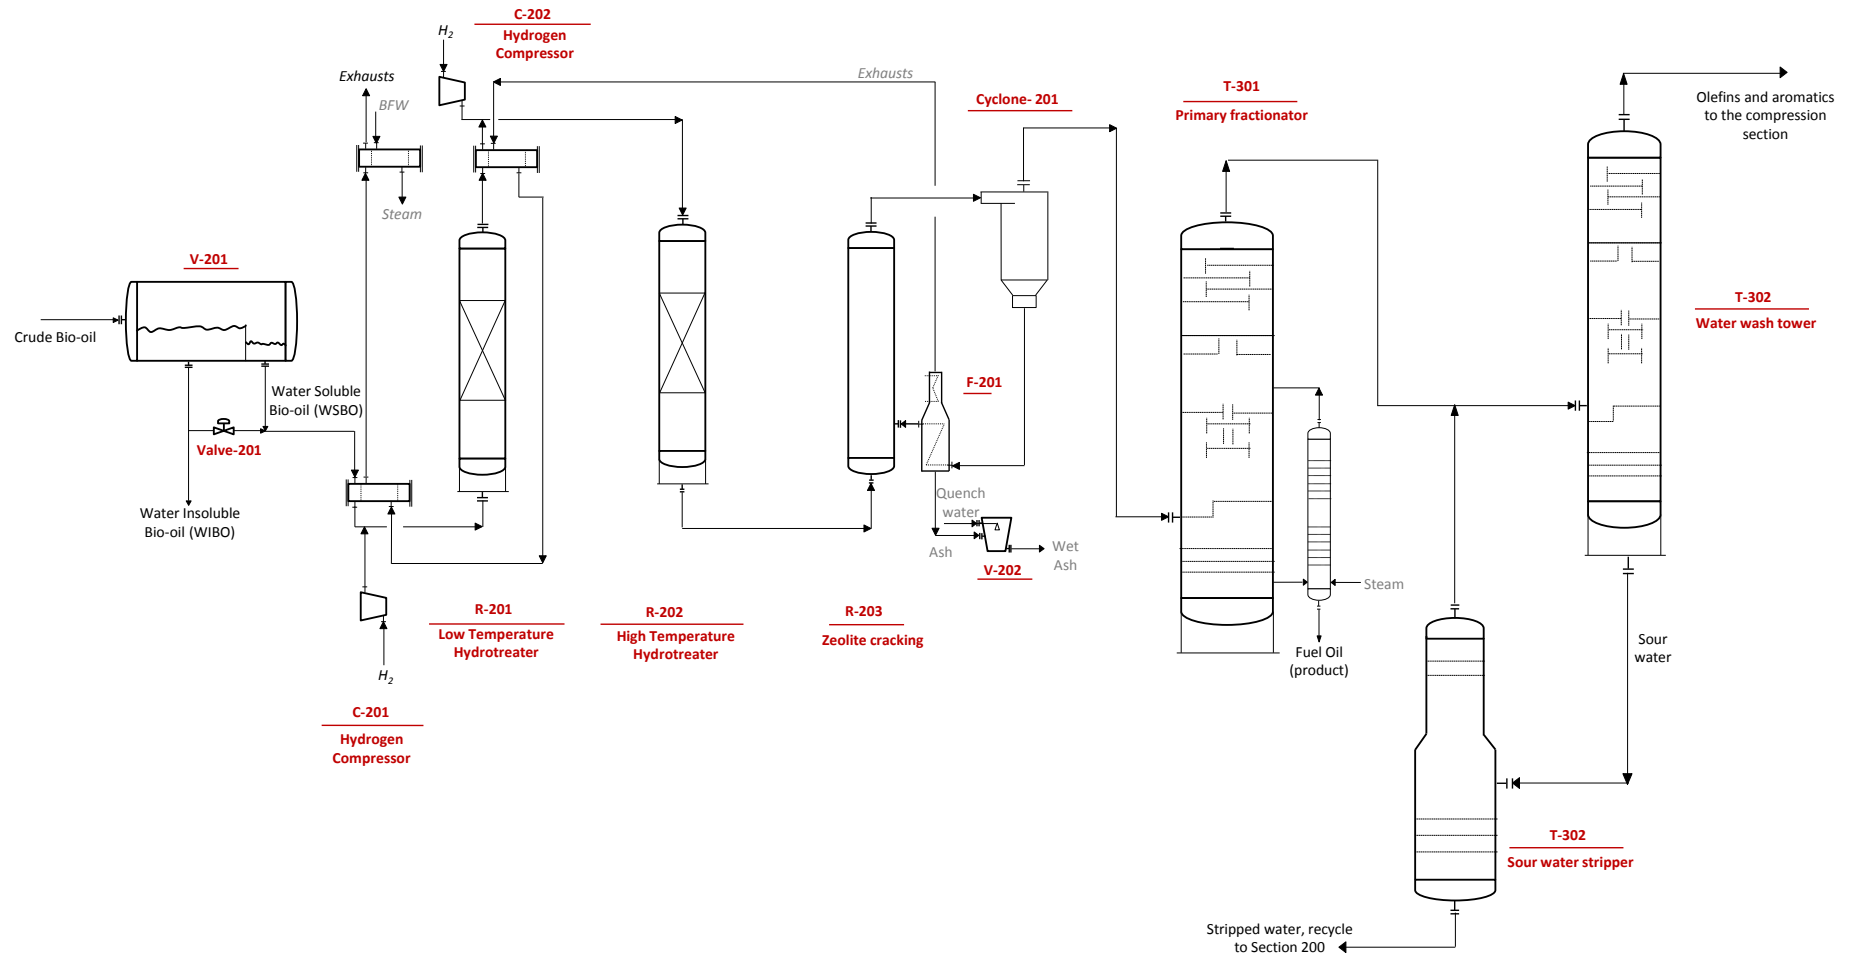 C-202
Hydrogen
Compressor
H2
Exhausts
BFW
Steam
Exhausts
Cyclone- 201
T-301
Primary fractionator
Olefins and aromatics
to the compression
section
V-201
Crude Bio-oil
Water Soluble
Bio-oil (WSBO)
Valve-201
Water Insoluble
Bio-oil (WIBO)
T-302
Water wash tower
F-201
Quench
water
Ash
Wet
Ash
V-202
Steam
R-201
Low Temperature
Hydrotreater
R-202
High Temperature
Hydrotreater
R-203
Zeolite cracking
Fuel Oil
(product)
Sour
water
H2
C-201
Hydrogen
Compressor
T-302
Sour water stripper
Stripped water, recycle
to Section 200